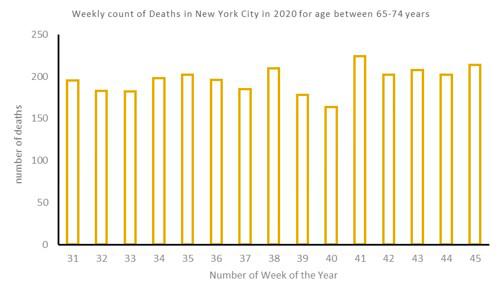 Weekly count of Deaths in New York City in 2020 for age between 65-74 years
250
200
150
100
50
0
number of deaths
31 32 33 34 35 36 37 38 39 40 41 42 43 44 45
Number of Week of the Year